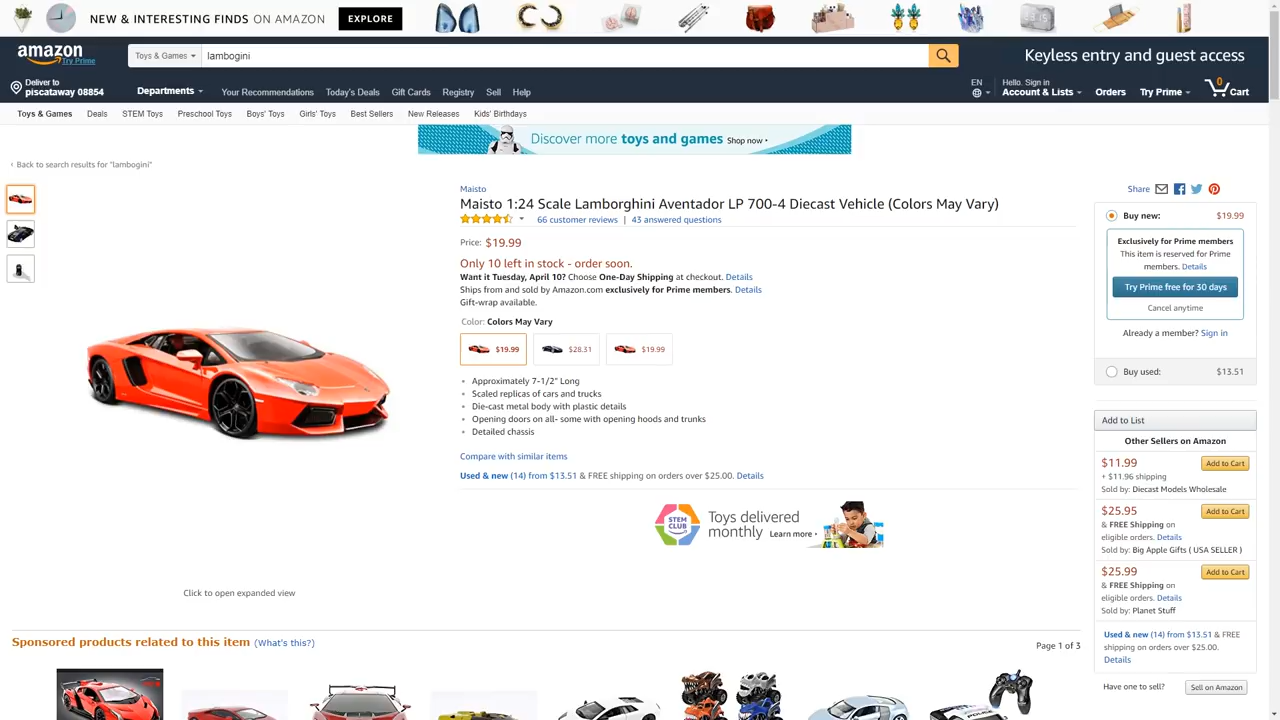 NEW & INTERESTING FINDS ON AMAZON EXPLORE
amazon
Try Prime
Toys & Games
lambogini
Keyless entry and guest access
Deliver to
piscataway 08854
Departments
Your Recommendations
Today's Deals
Gift Cards
Registry
Sell
Help
EN
Hello. Sign in
Account & Lists
Orders
Try Prime
0
Cart
Toys & Games
Deals
STEM Toys
Preschool Toys
Boys' Toys
Girls' Toys
Best Sellers
New Releases
Kids' Birthdays
Discover more toys and games Shop now ›
‹ Back to search results for "lambogini"
Maisto
Maisto 1:24 Scale Lamborghini Aventador LP 700-4 Diecast Vehicle (Colors May Vary)
66 customer reviews | 43 answered questions
Price: $19.99
Only 10 left in stock - order soon.
Want it Tuesday, April 10? Choose One-Day Shipping at checkout. Details
Ships from and sold by Amazon.com exclusively for Prime members. Details
Gift-wrap available.
Color: Colors May Vary
$19.99
$28.31
$19.99
• Approximately 7-1/2" Long
• Scaled replicas of cars and trucks
• Die-cast metal body with plastic details
• Opening doors on all- some with opening hoods and trunks
• Detailed chassis
Compare with similar items
Used & new (14) from $13.51 & FREE shipping on orders over $25.00. Details
STEM
CLUB
Toys delivered
monthly Learn more ›
Click to open expanded view
Share
Buy new: $19.99
Exclusively for Prime members
This item is reserved for Prime
members. Details
Try Prime free for 30 days
Cancel anytime
Already a member? Sign in
Buy used: $13.51
Add to List
Other Sellers on Amazon
$11.99 Add to Cart
+ $11.96 shipping
Sold by: Diecast Models Wholesale
$25.95 Add to Cart
& FREE Shipping on
eligible orders. Details
Sold by: Big Apple Gifts ( USA SELLER )
$25.99 Add to Cart
& FREE Shipping on
eligible orders. Details
Sold by: Planet Stuff
Used & new (14) from $13.51 & FREE
shipping on orders over $25.00.
Details
Have one to sell? Sell on Amazon
Sponsored products related to this item (What's this?)
Page 1 of 3